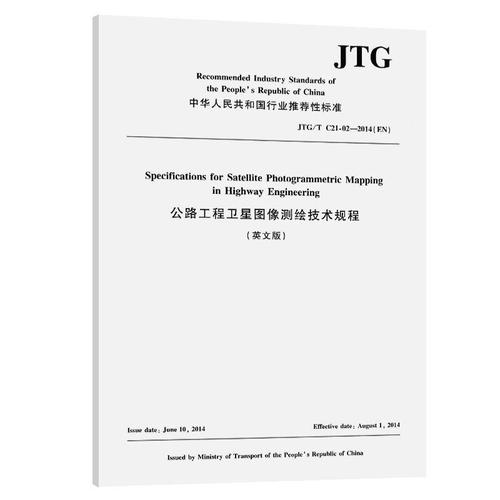 JTG
Recommended Industry Standards of
the People's Republic of China
中华人民共和国行业推荐性标准
JTG/T C21-02—2014(EN)
Specifications for Satellite Photogrammetric Mapping
in Highway Engineering
公路工程卫星图像测绘技术规程
(英文版)
Issue date: June 10, 2014
Effective date: August 1, 2014
Issued by Ministry of Transport of the People's Republic of China